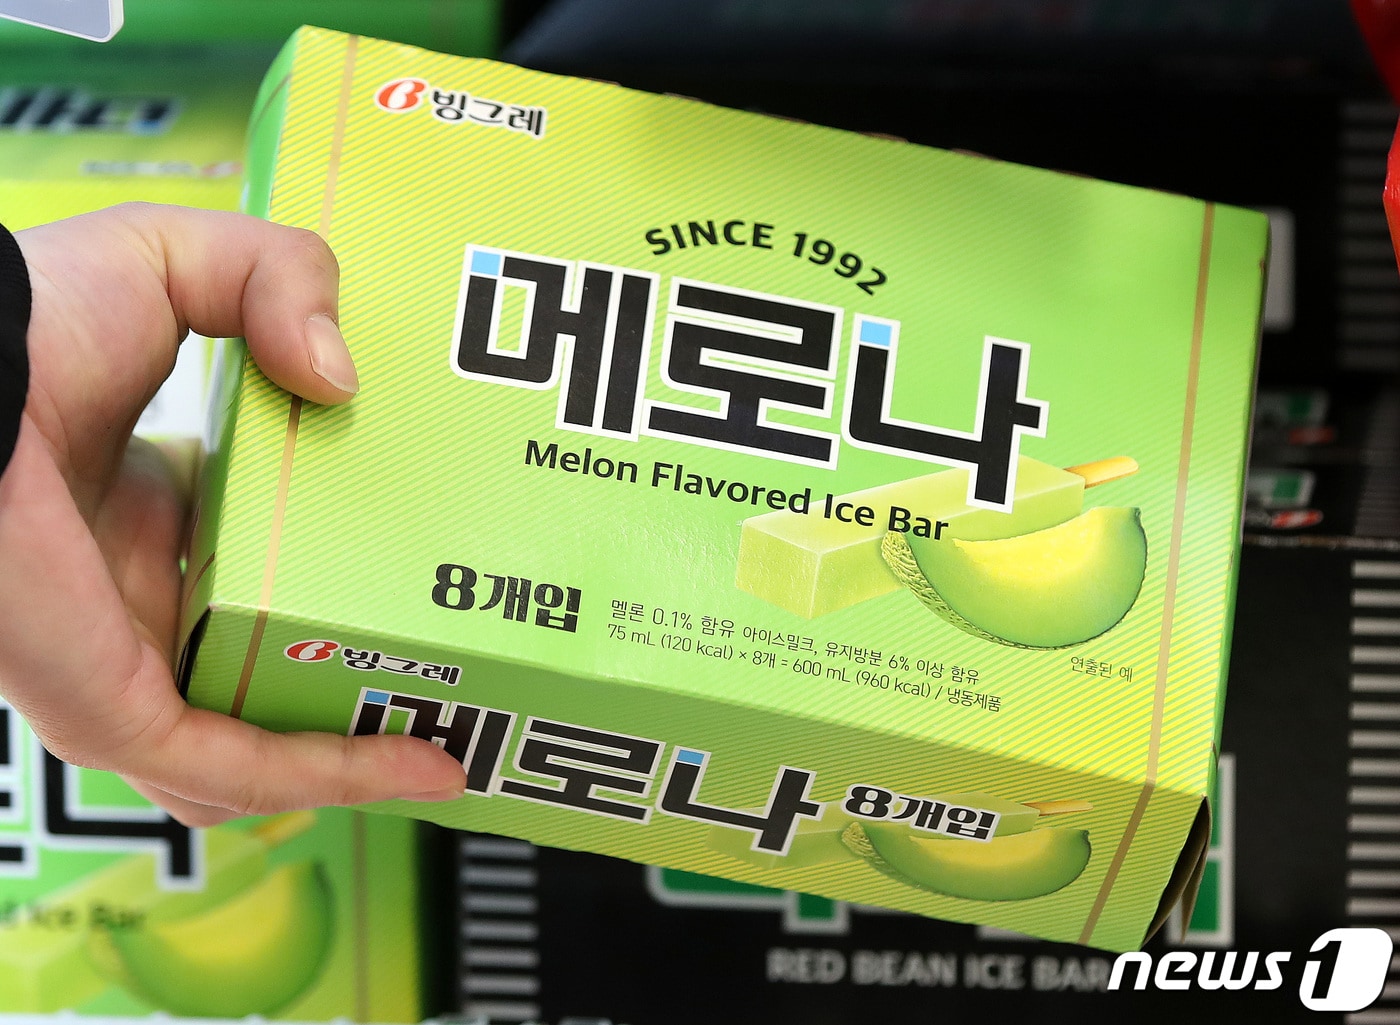 빙그레
SINCE 1992
메로나
Melon Flavored Ice Bar
8개입
멜론 0.1% 함유 아이스밀크, 유지방분 6% 이상 함유
75 mL (120 kcal) × 8개 = 600 mL (960 kcal) / 냉동제품
연출된 예
빙그레
메로나
8개입
Ice Bar
RED BEAN ICE BAR
news1